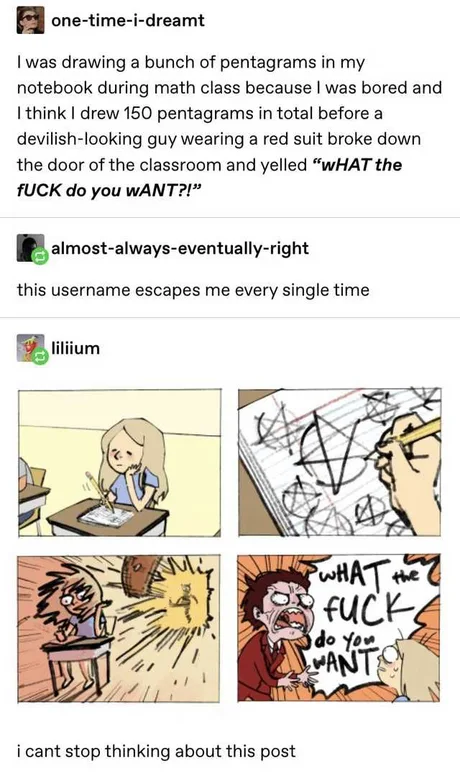 one-time-i-dreamt
I was drawing a bunch of pentagrams in my
notebook during math class because I was bored and
I think I drew 150 pentagrams in total before a
devilish-looking guy wearing a red suit broke down
the door of the classroom and yelled “wHAT the
fUCK do you wANT?!”
almost-always-eventually-right
this username escapes me every single time
liliium
wHAT the
fUCK
do you
wANT
i cant stop thinking about this post